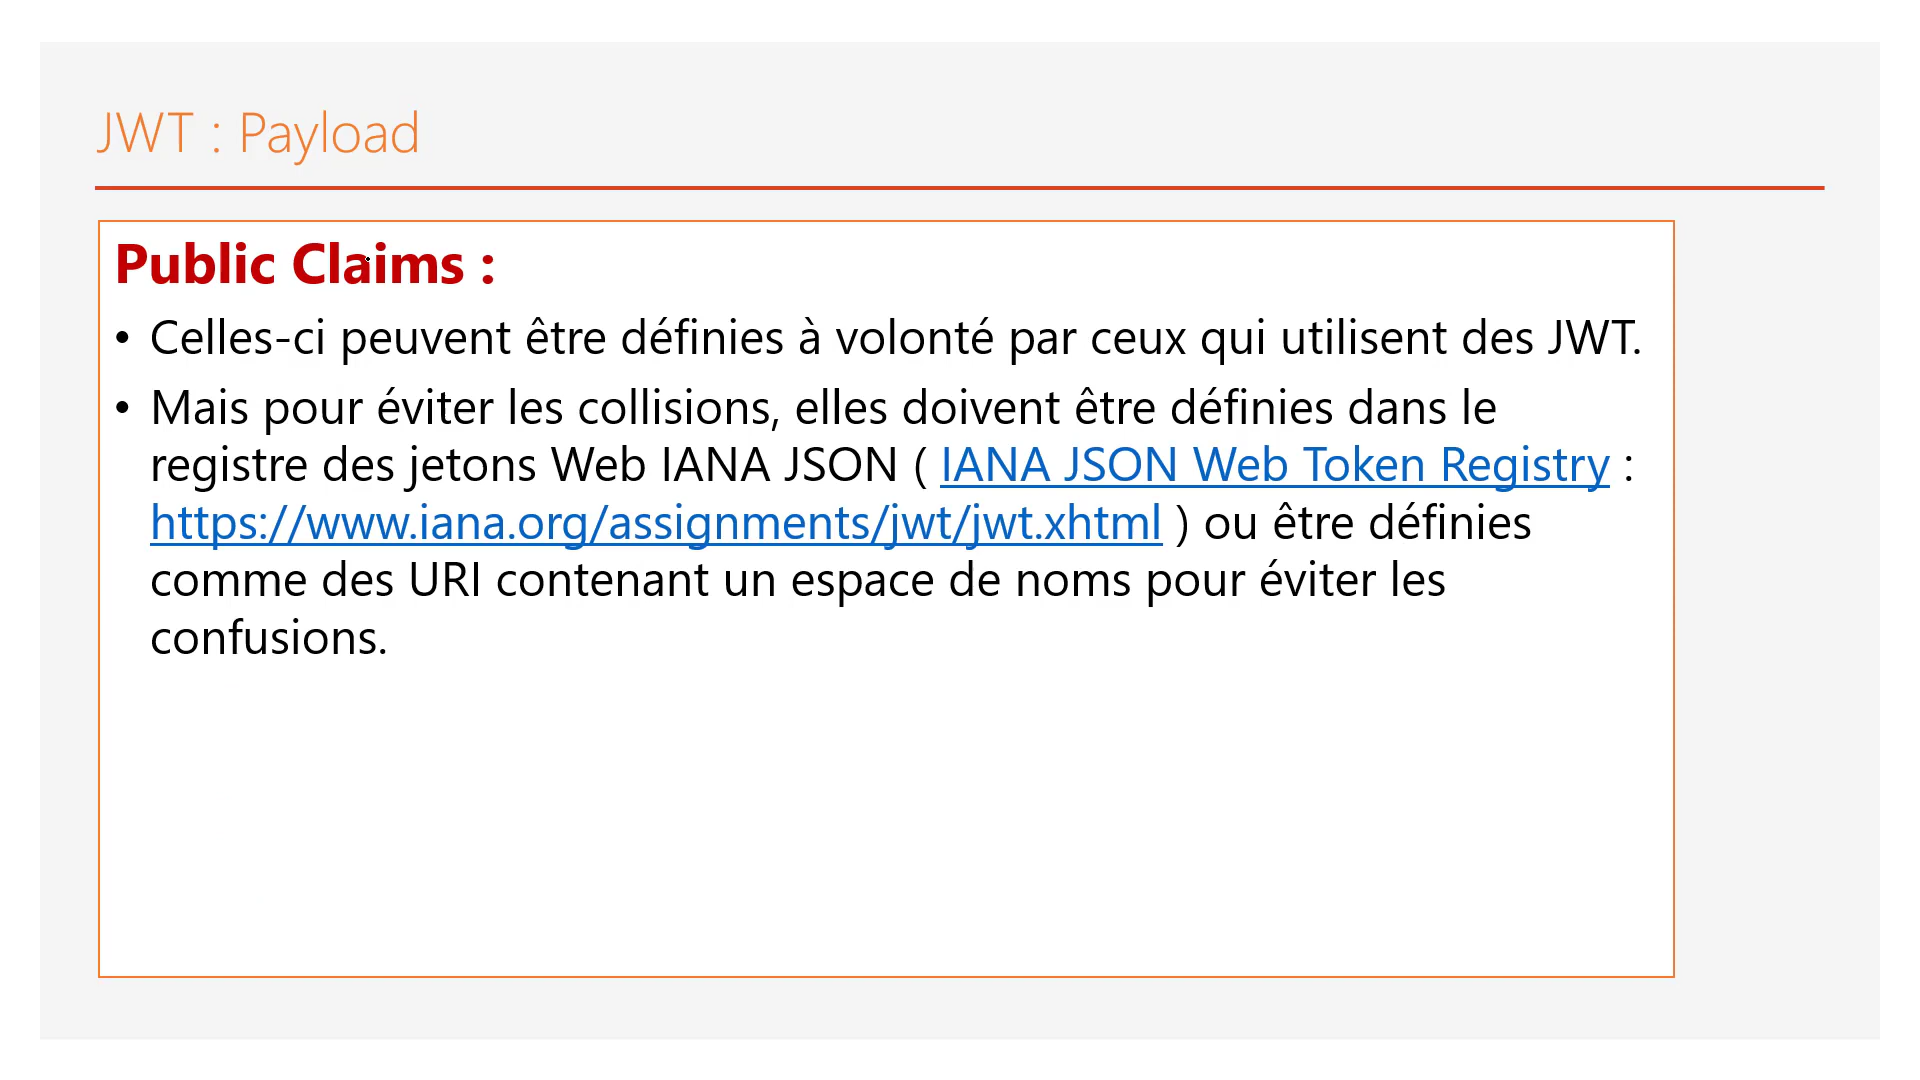 JWT : Payload
Public Claims :
• Celles-ci peuvent être définies à volonté par ceux qui utilisent des JWT.
• Mais pour éviter les collisions, elles doivent être définies dans le
registre des jetons Web IANA JSON ( IANA JSON Web Token Registry :
https://www.iana.org/assignments/jwt/jwt.xhtml ) ou être définies
comme des URI contenant un espace de noms pour éviter les
confusions.